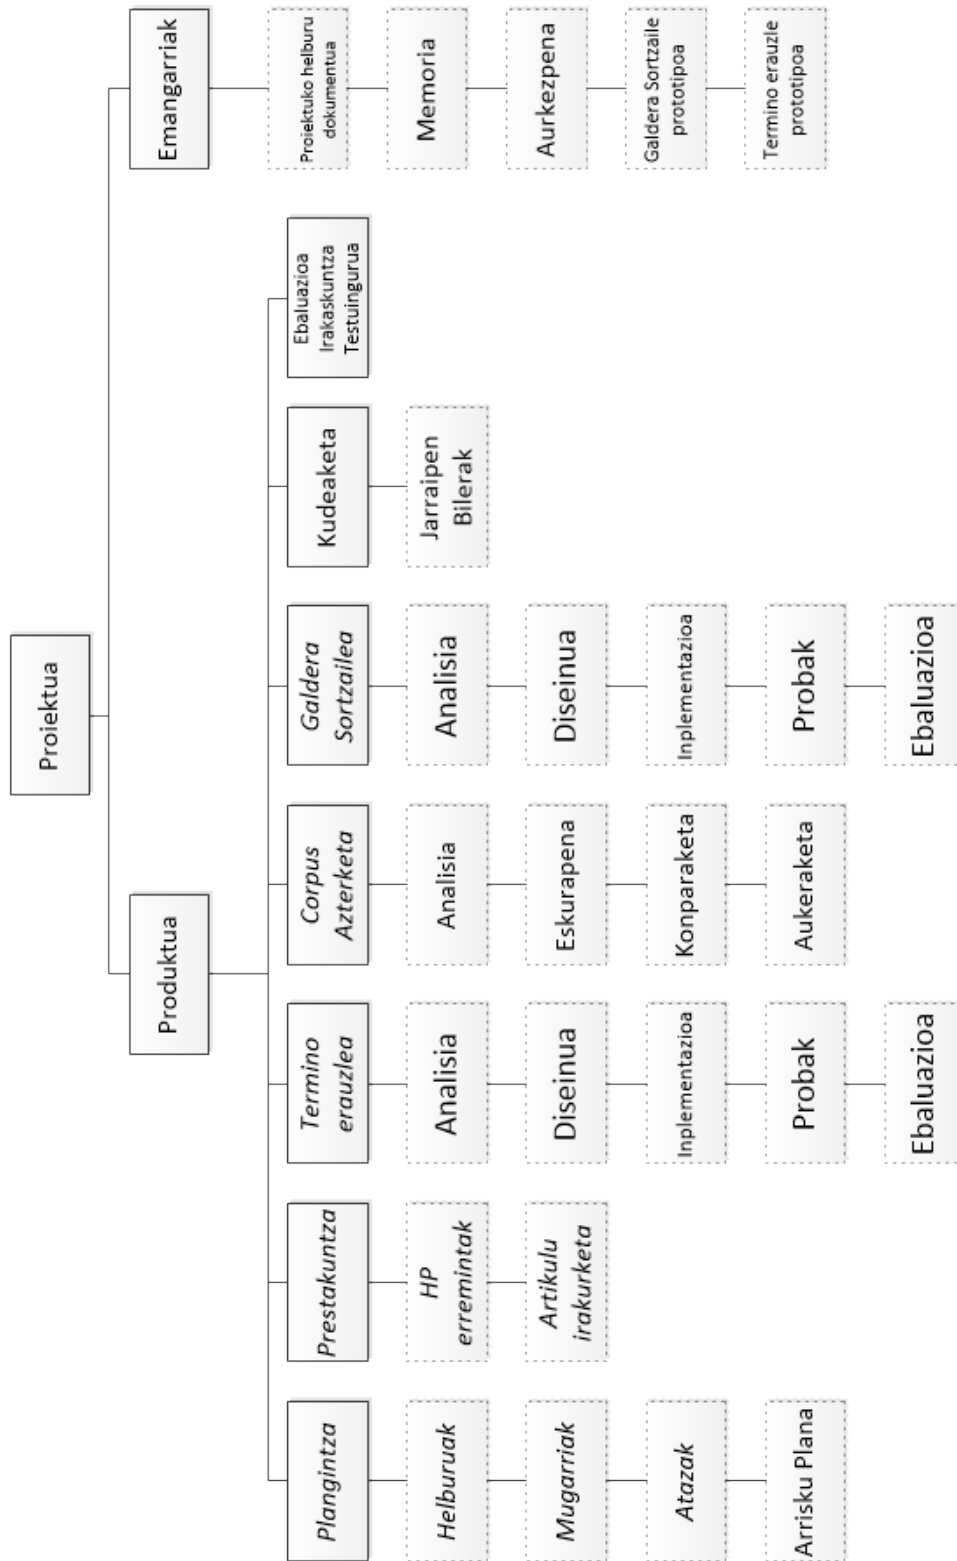 Proiektua
Produktua
Emangarriak
Plangintza
Helburuak
Mugarriak
Atazak
Arrisku Plana
Prestakuntza
HP
erremintak
Artikulu
irakurketa
Termino
erauzlea
Analisia
Diseinua
Inplementazioa
Probak
Ebaluazioa
Corpus
Azterketa
Analisia
Eskurapena
Konparaketa
Aukeraketa
Galdera
Sortzailea
Analisia
Diseinua
Inplementazioa
Probak
Ebaluazioa
Kudeaketa
Jarraipen
Bilerak
Ebaluazioa
Irakaskuntza
Testuingurua
Proiektuko helburu
dokumentua
Memoria
Aurkezpena
Galdera Sortzaile
prototipoa
Termino erauzle
prototipoa